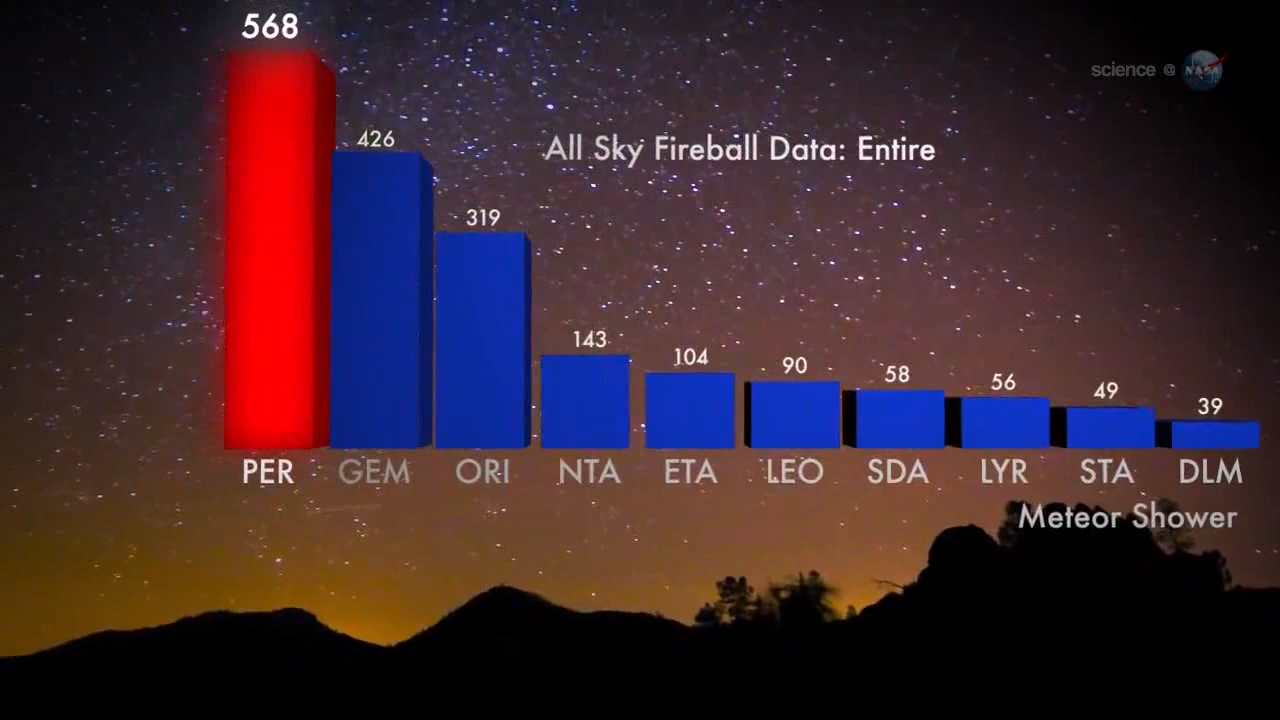 568
science @ NASA
426
All Sky Fireball Data: Entire
319
143
104
90
58
56
49
39
PER GEM ORI NTA ETA LEO SDA LYR STA DLM
Meteor Shower